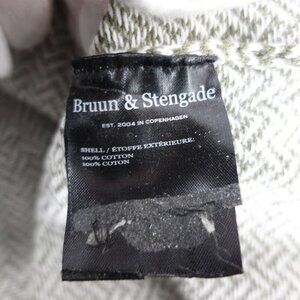 Bruun & Stengade
EST. 2004 IN COPENHAGEN
SHELL / ÉTOFFE EXTÉRIEURE:
100% COTTON
100% COTON